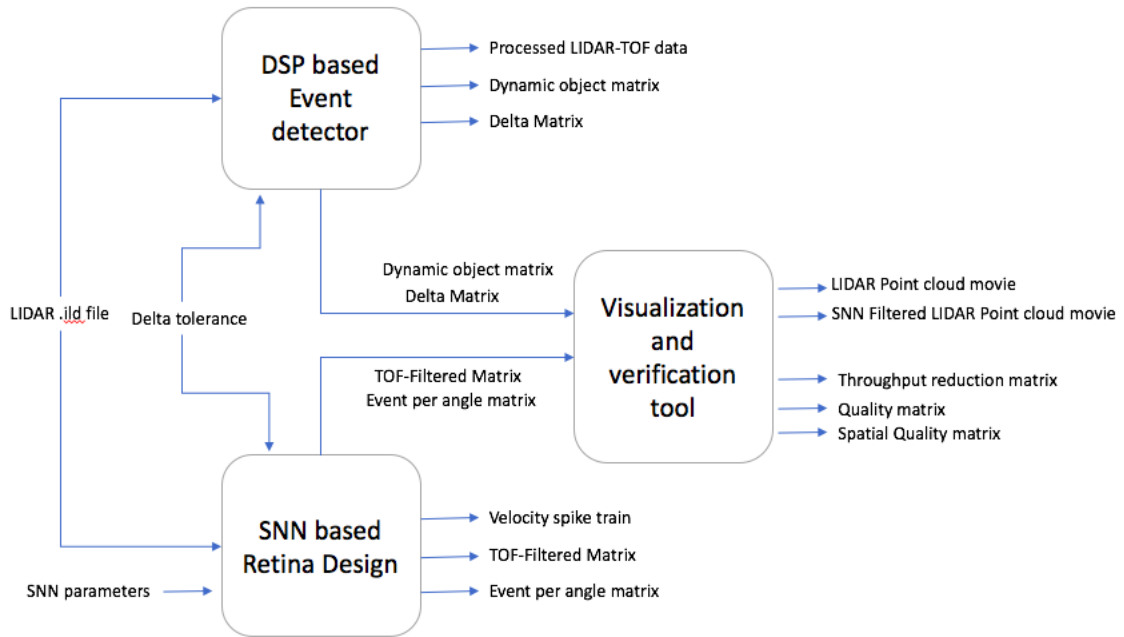 DSP based
Event
detector
Processed LIDAR-TOF data
Dynamic object matrix
Delta Matrix
LIDAR .ild file
Delta tolerance
Dynamic object matrix
Delta Matrix
TOF-Filtered Matrix
Event per angle matrix
Visualization
and
verification
tool
LIDAR Point cloud movie
SNN Filtered LIDAR Point cloud movie
Throughput reduction matrix
Quality matrix
Spatial Quality matrix
SNN based
Retina Design
SNN parameters
Velocity spike train
TOF-Filtered Matrix
Event per angle matrix